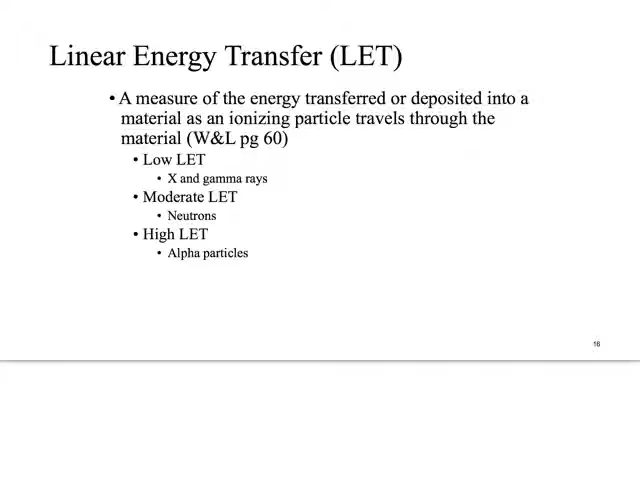 Linear Energy Transfer (LET)
• A measure of the energy transferred or deposited into a
material as an ionizing particle travels through the
material (W&L pg 60)
• Low LET
• X and gamma rays
• Moderate LET
• Neutrons
• High LET
• Alpha particles
16